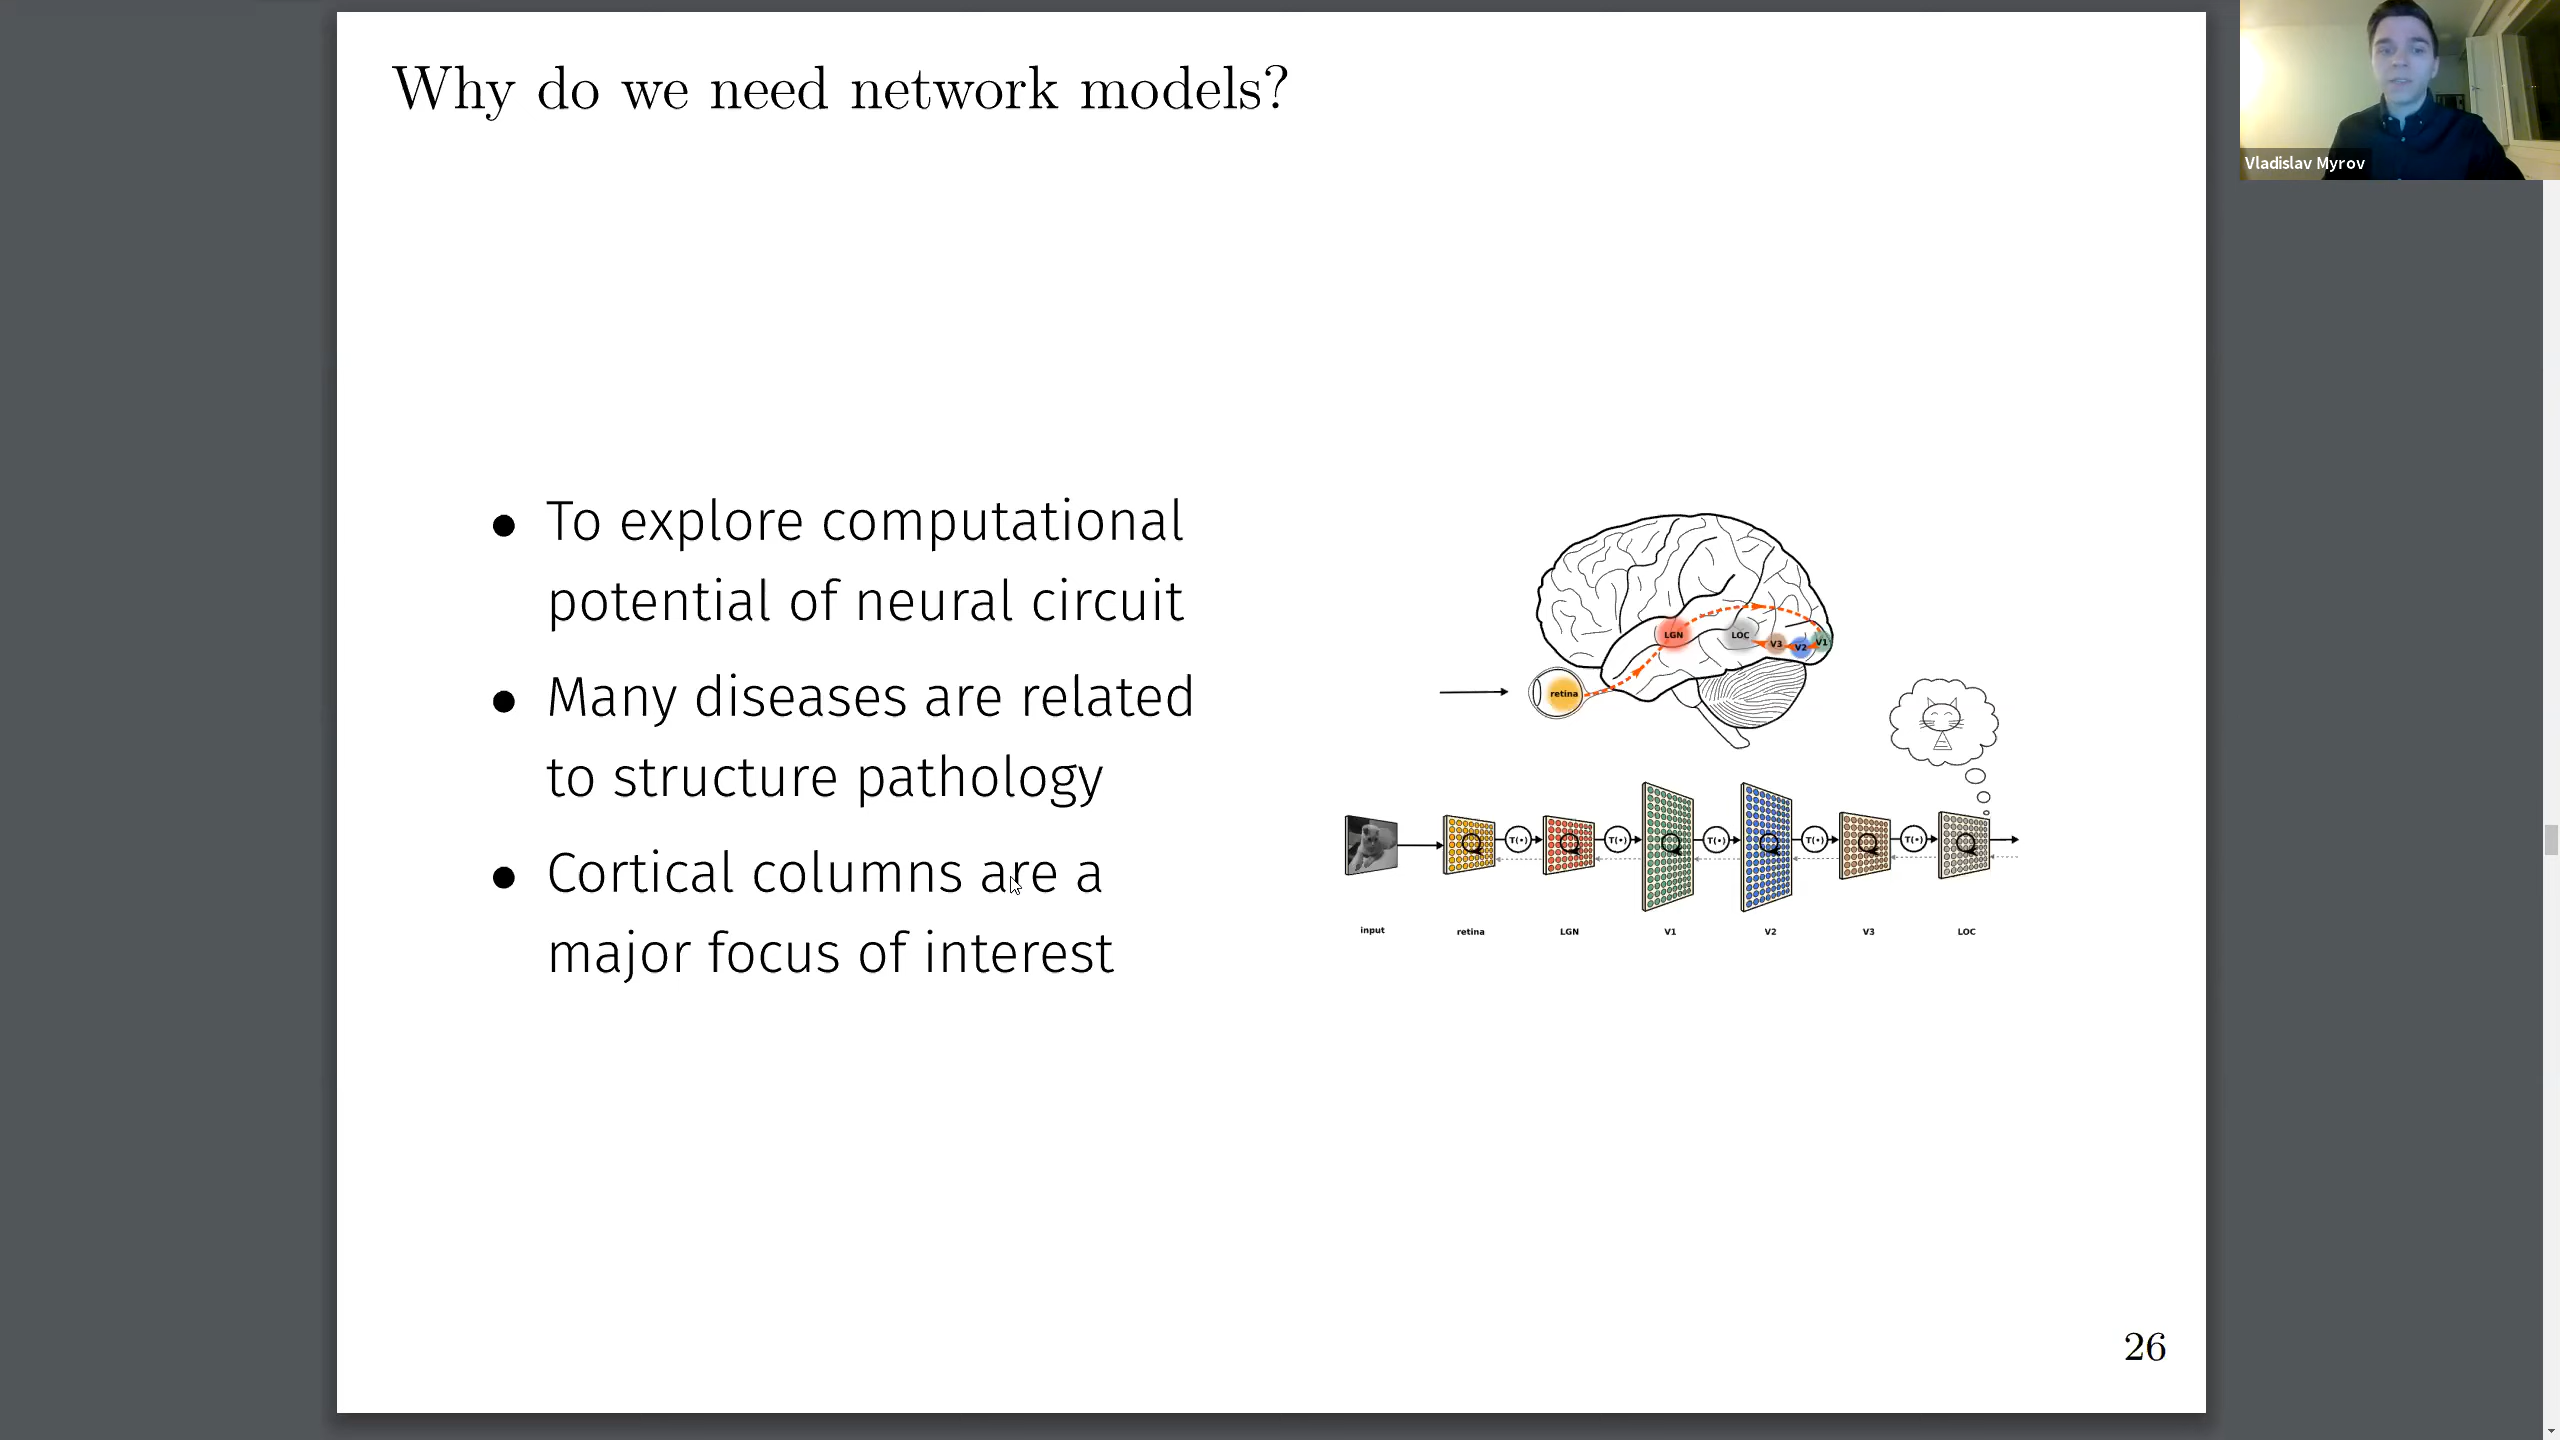 Why do we need network models?
Vladislav Myrov
• To explore computational
potential of neural circuit
• Many diseases are related
to structure pathology
• Cortical columns are a
major focus of interest
LGN
LOC
V3
V2
V1
retina
T(•)
T(•)
T(•)
T(•)
T(•)
input
retina
LGN
V1
V2
V3
LOC
26